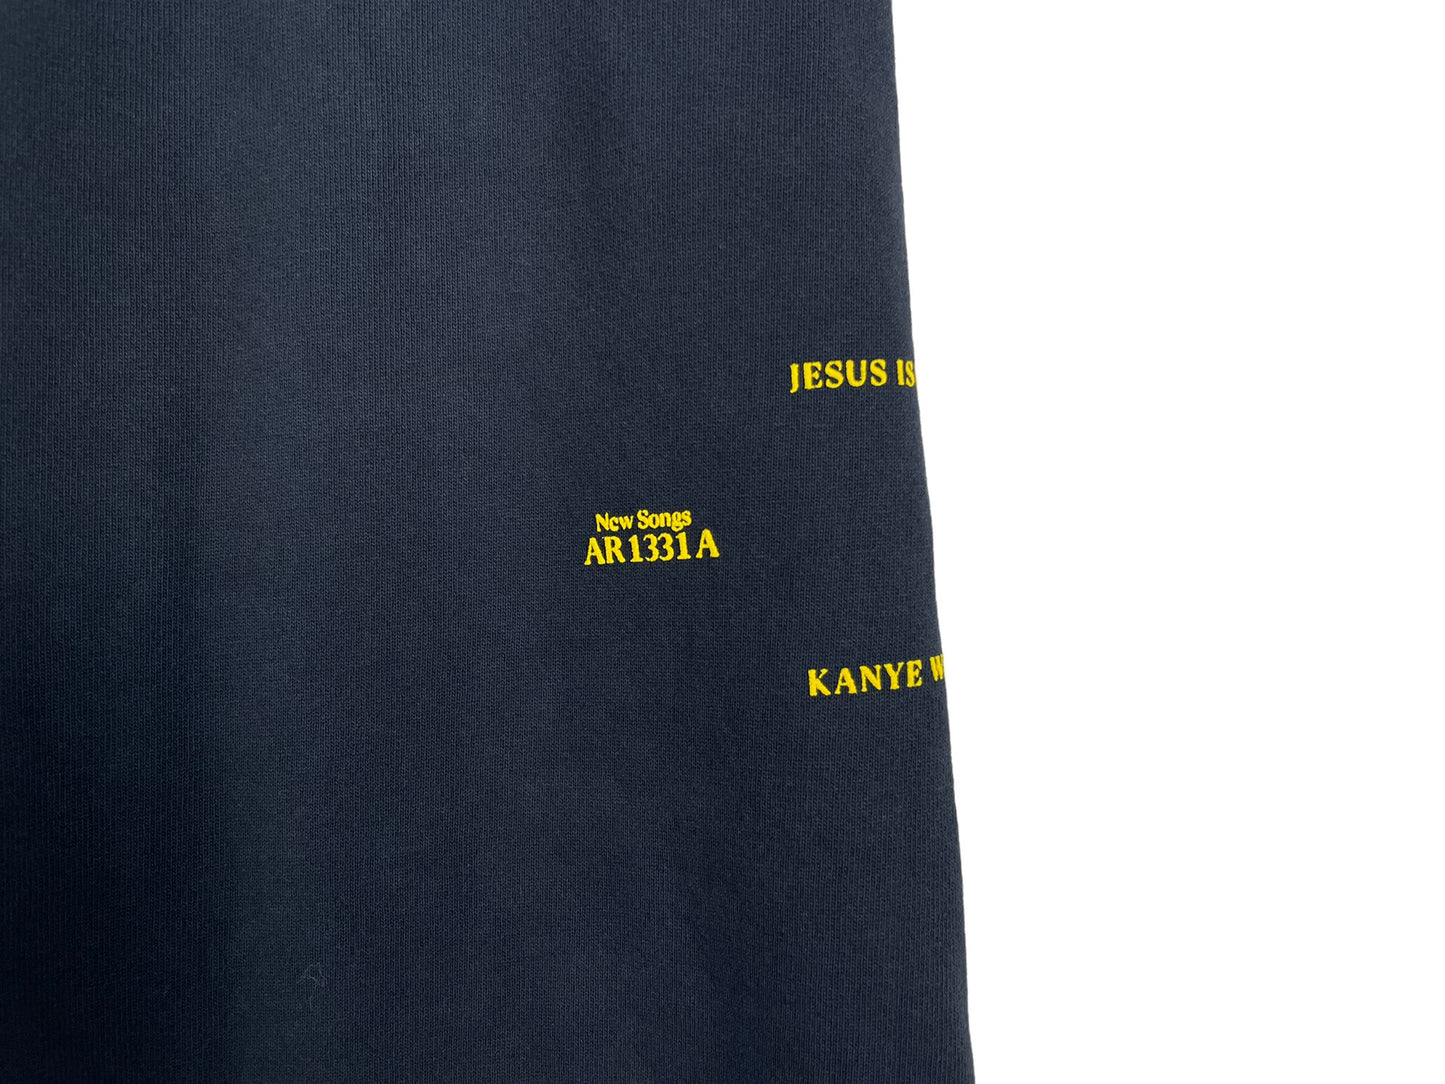 JESUS IS
New Songs
AR1331A
KANYE W